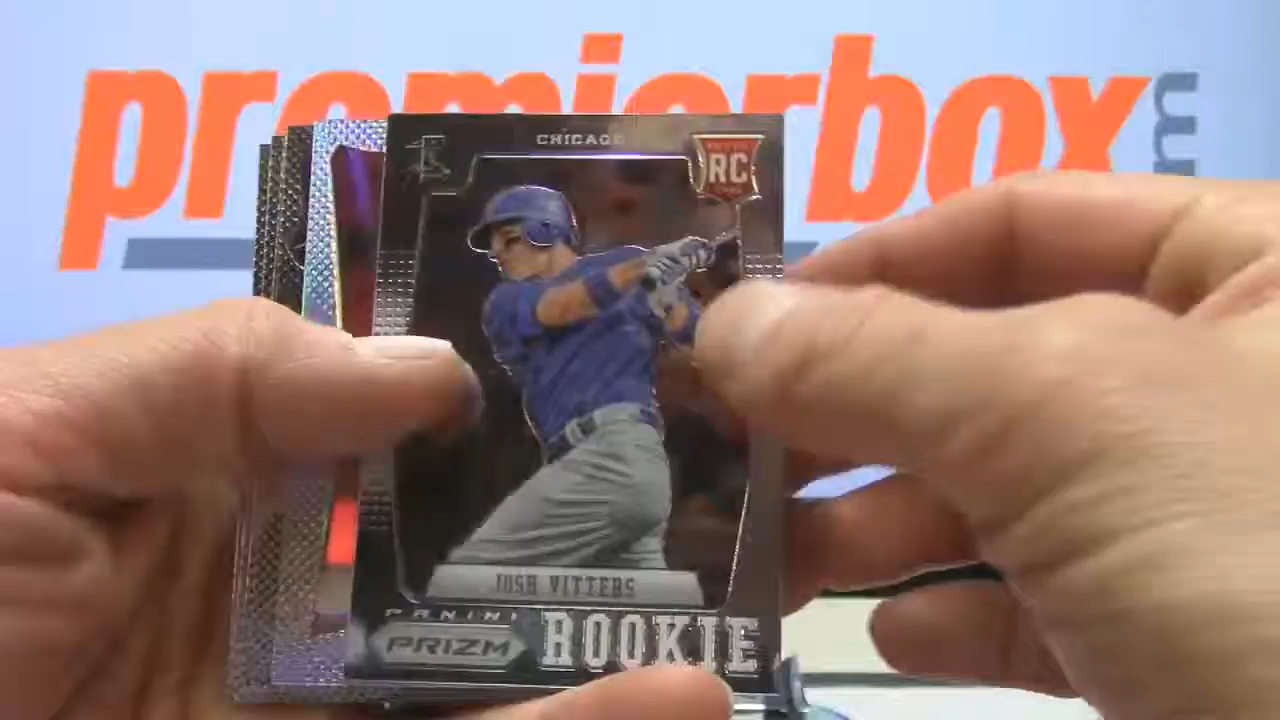 premierbox
m
CHICAGO
RC
JOSH VITTERS
PANINI
PRIZM
ROOKIE